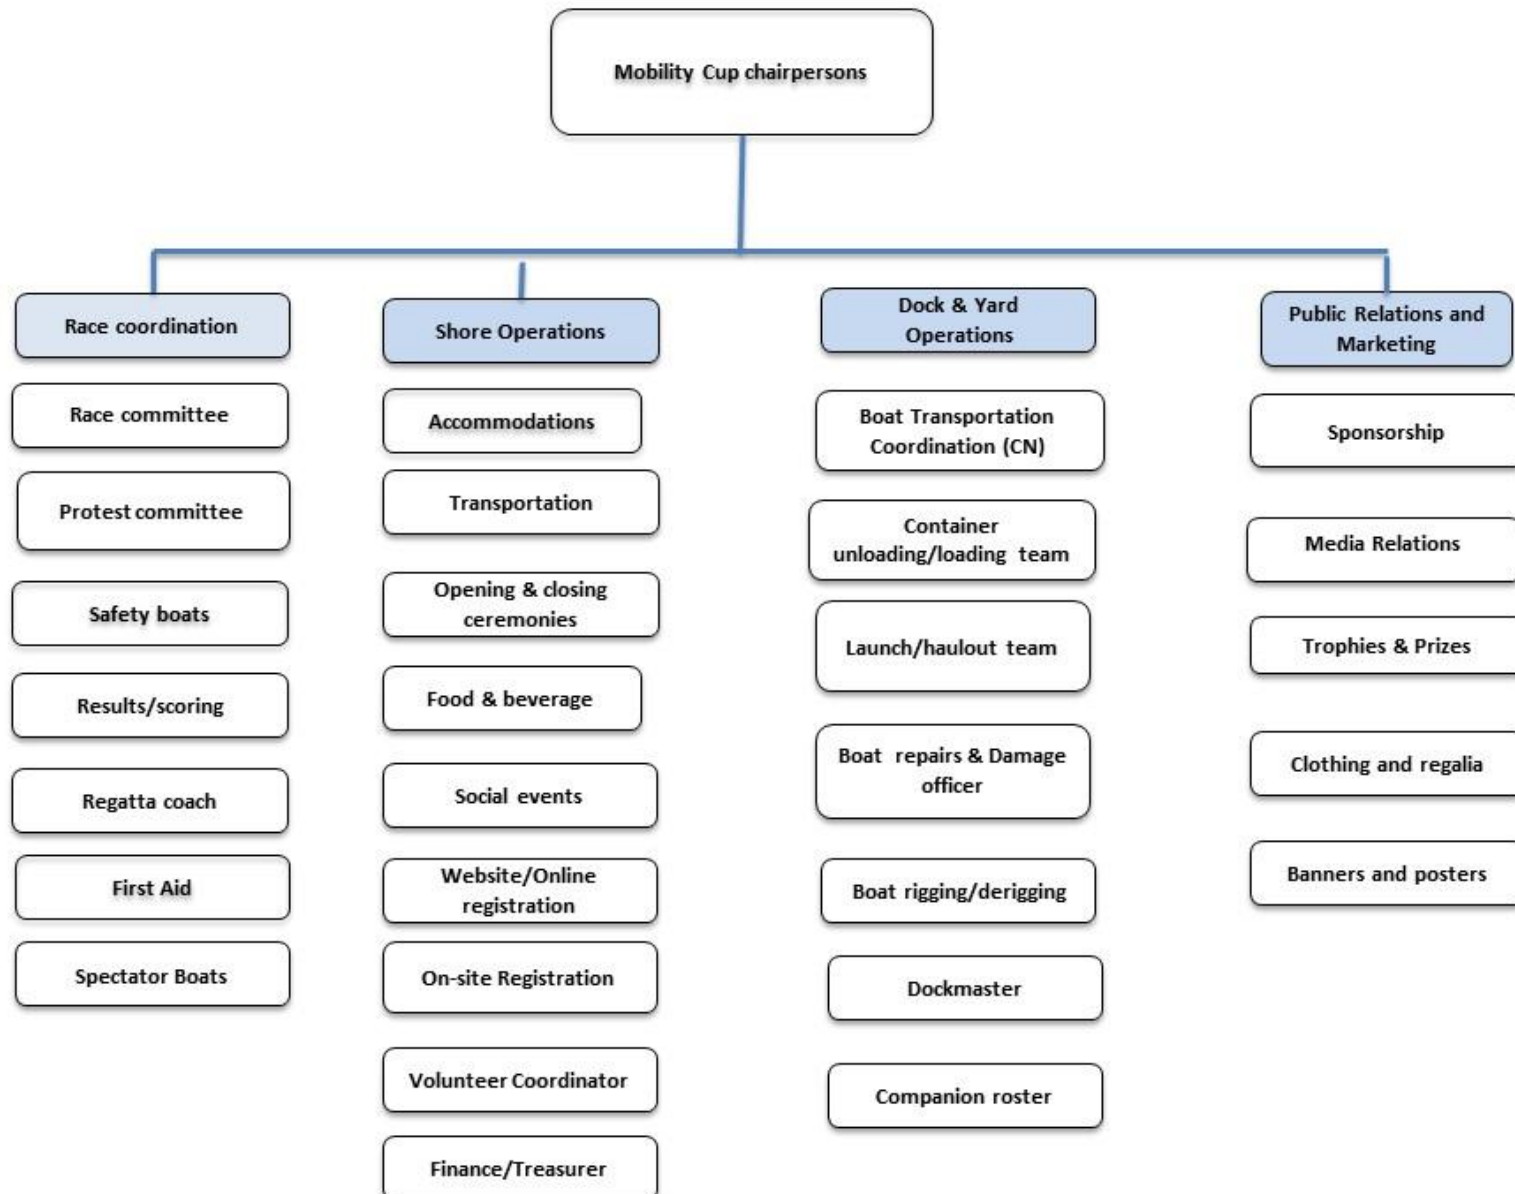 Mobility Cup chairpersons
Race coordination
Race committee
Protest committee
Safety boats
Results/scoring
Regatta coach
First Aid
Spectator Boats
Shore Operations
Accommodations
Transportation
Opening & closing
ceremonies
Food & beverage
Social events
Website/Online
registration
On-site Registration
Volunteer Coordinator
Finance/Treasurer
Dock & Yard
Operations
Boat Transportation
Coordination (CN)
Container
unloading/loading team
Launch/haulout team
Boat repairs & Damage
officer
Boat rigging/derigging
Dockmaster
Companion roster
Public Relations and
Marketing
Sponsorship
Media Relations
Trophies & Prizes
Clothing and regalia
Banners and posters